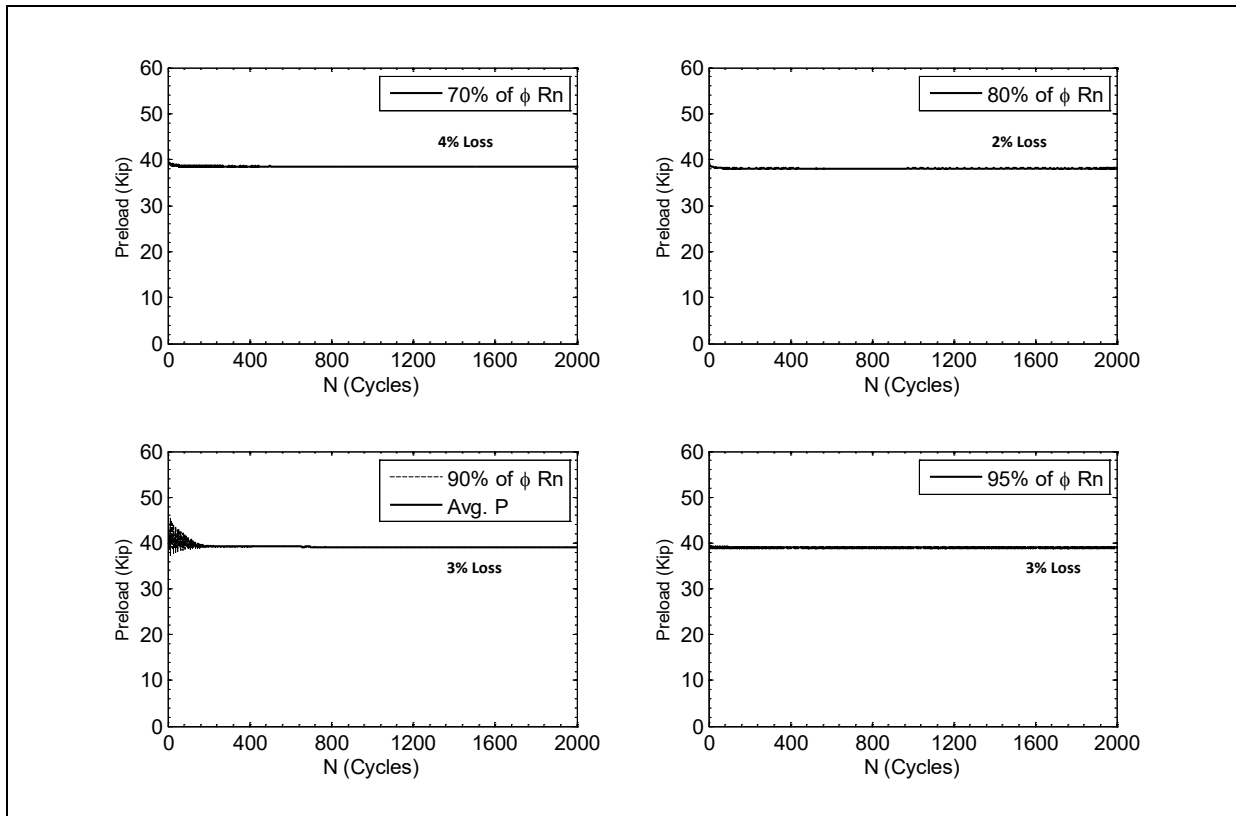 60
50
40
30
20
10
0
Preload (Kip)
70% of ϕ Rn
4% Loss
0 400 800 1200 1600 2000
N (Cycles)
60
50
40
30
20
10
0
Preload (Kip)
80% of ϕ Rn
2% Loss
0 400 800 1200 1600 2000
N (Cycles)
60
50
40
30
20
10
0
Preload (Kip)
90% of ϕ Rn
Avg. P
3% Loss
0 400 800 1200 1600 2000
N (Cycles)
60
50
40
30
20
10
0
Preload (Kip)
95% of ϕ Rn
3% Loss
0 400 800 1200 1600 2000
N (Cycles)